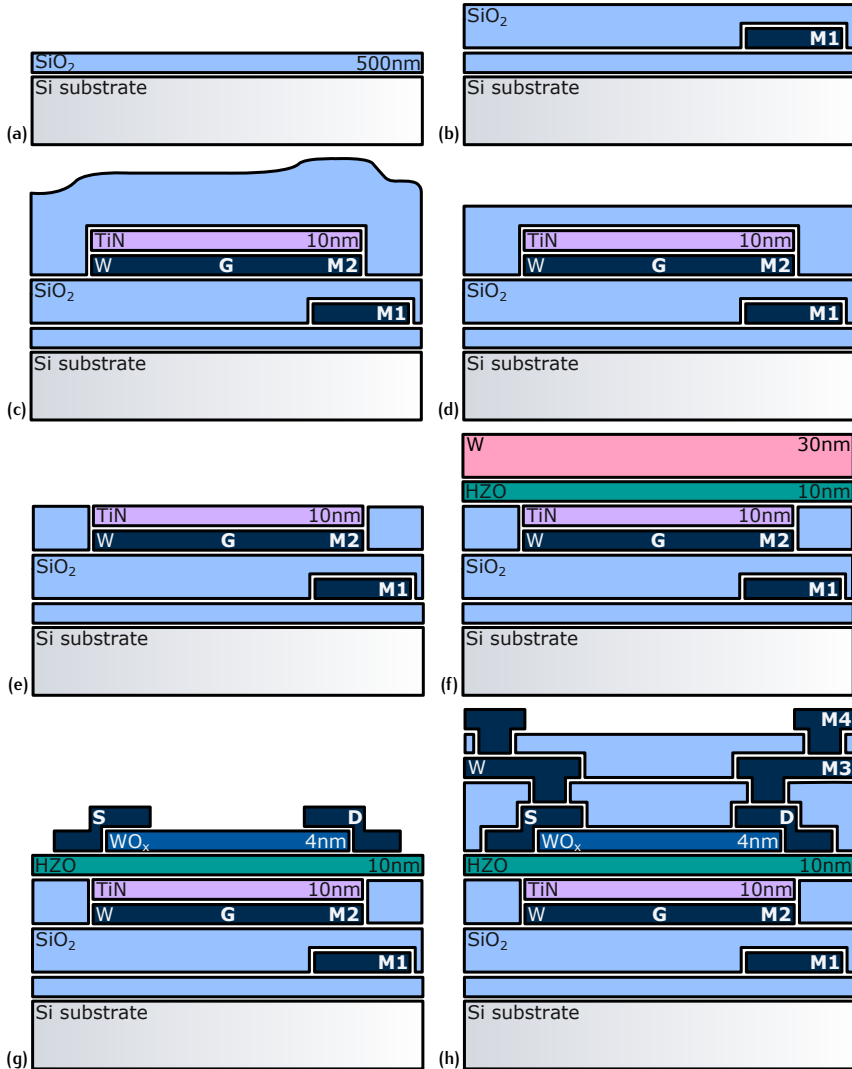 SiO₂ 500nm
Si substrate
(a)
SiO₂
M1
Si substrate
(b)
TiN 10nm
W G M2
SiO₂
M1
Si substrate
(c)
TiN 10nm
W G M2
SiO₂
M1
Si substrate
(d)
TiN 10nm
W G M2
SiO₂
M1
Si substrate
(e)
W 30nm
HZO 10nm
TiN 10nm
W G M2
SiO₂
M1
Si substrate
(f)
S D
WOₓ 4nm
HZO 10nm
TiN 10nm
W G M2
SiO₂
M1
Si substrate
(g)
M4
W M3
S D
WOₓ 4nm
HZO 10nm
TiN 10nm
W G M2
SiO₂
M1
Si substrate
(h)